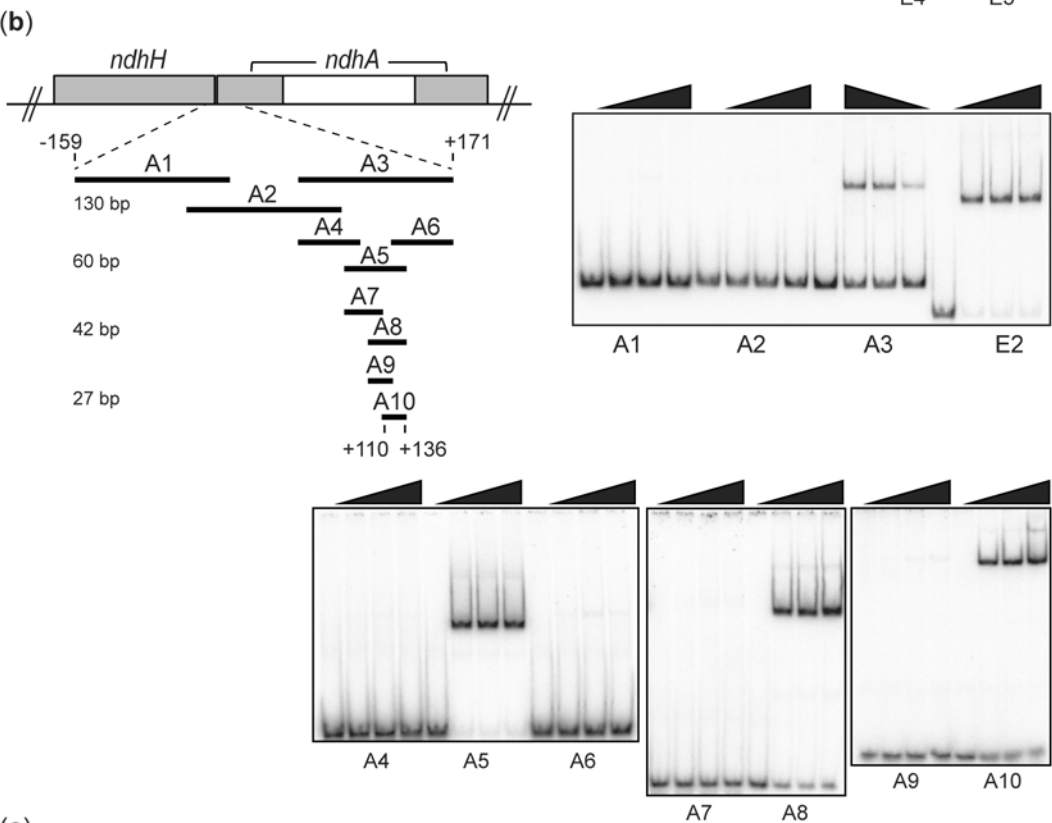 (b)
ndhH ndhA
-159 +171
A1 A3
130 bp A2
A4 A6
60 bp A5
A7
42 bp A8
A9
27 bp A10
+110 +136
A1 A2 A3 E2
A4 A5 A6
A7 A8
A9 A10